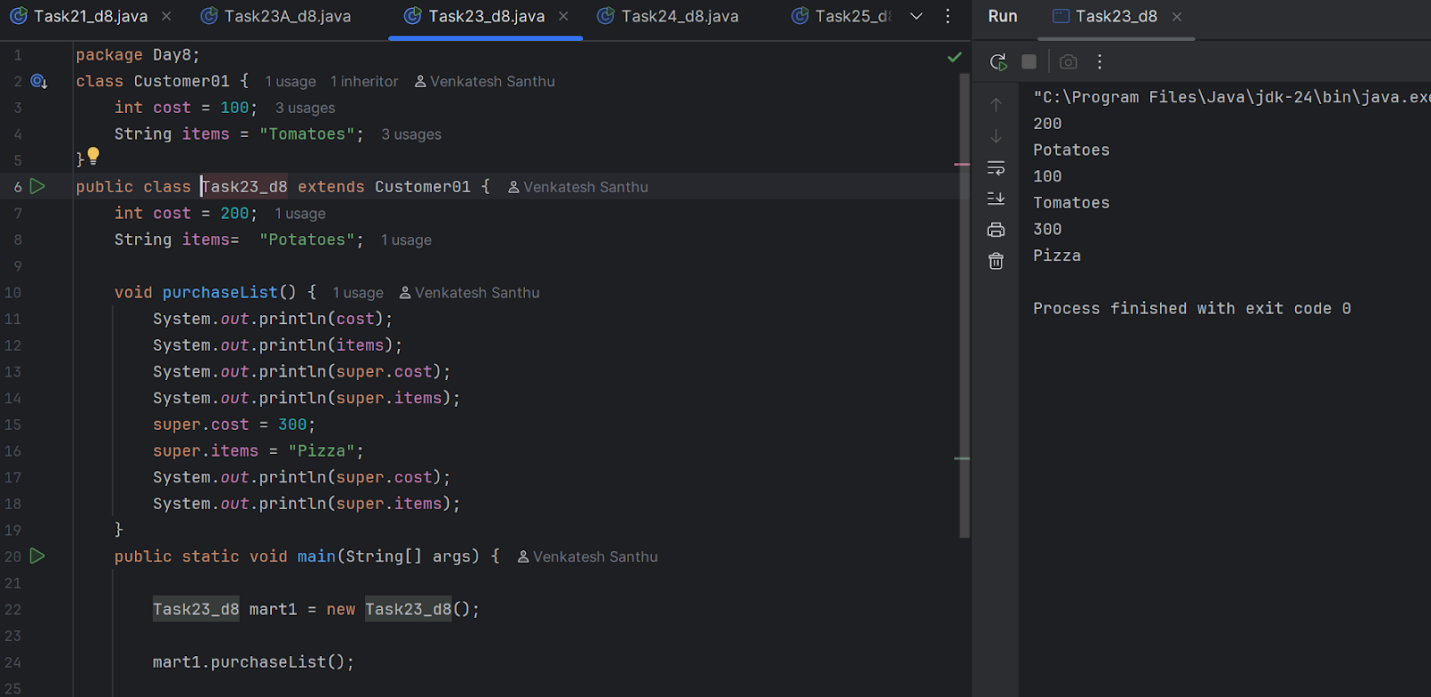 Task21_d8.java × Task23A_d8.java Task23_d8.java × Task24_d8.java Task25_d8
1 package Day8;
2 class Customer01 { 1 usage 1 inheritor Venkatesh Santhu
3 int cost = 100; 3 usages
4 String items = "Tomatoes"; 3 usages
5 }
6 public class Task23_d8 extends Customer01 { Venkatesh Santhu
7 int cost = 200; 1 usage
8 String items= "Potatoes"; 1 usage
9
10 void purchaseList() { 1 usage Venkatesh Santhu
11 System.out.println(cost);
12 System.out.println(items);
13 System.out.println(super.cost);
14 System.out.println(super.items);
15 super.cost = 300;
16 super.items = "Pizza";
17 System.out.println(super.cost);
18 System.out.println(super.items);
19 }
20 public static void main(String[] args) { Venkatesh Santhu
21
22 Task23_d8 mart1 = new Task23_d8();
23
24 mart1.purchaseList();
25
Run Task23_d8 ×
"C:\Program Files\Java\jdk-24\bin\java.exe
200
Potatoes
100
Tomatoes
300
Pizza
Process finished with exit code 0